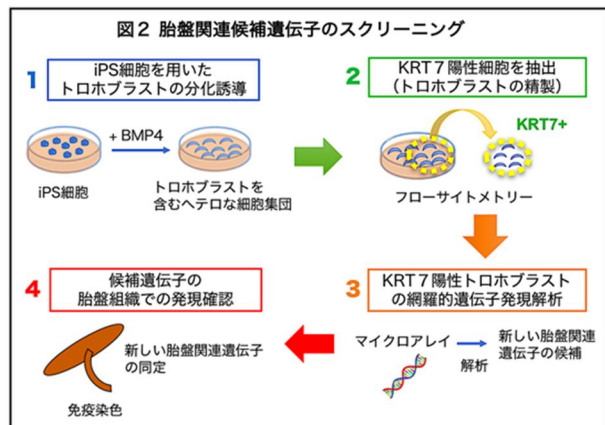 図２ 胎盤関連候補遺伝子のスクリーニング
1
iPS細胞を用いた
トロホブラストの分化誘導
+ BMP4
iPS細胞
トロホブラストを
含むヘテロな細胞集団
2
KRT７陽性細胞を抽出
（トロホブラストの精製）
KRT7+
フローサイトメトリー
3
KRT７陽性トロホブラスト
の網羅的遺伝子発現解析
マイクロアレイ
解析
新しい胎盤関連
遺伝子の候補
4
候補遺伝子の
胎盤組織での発現確認
新しい胎盤関連遺伝子
の同定
免疫染色